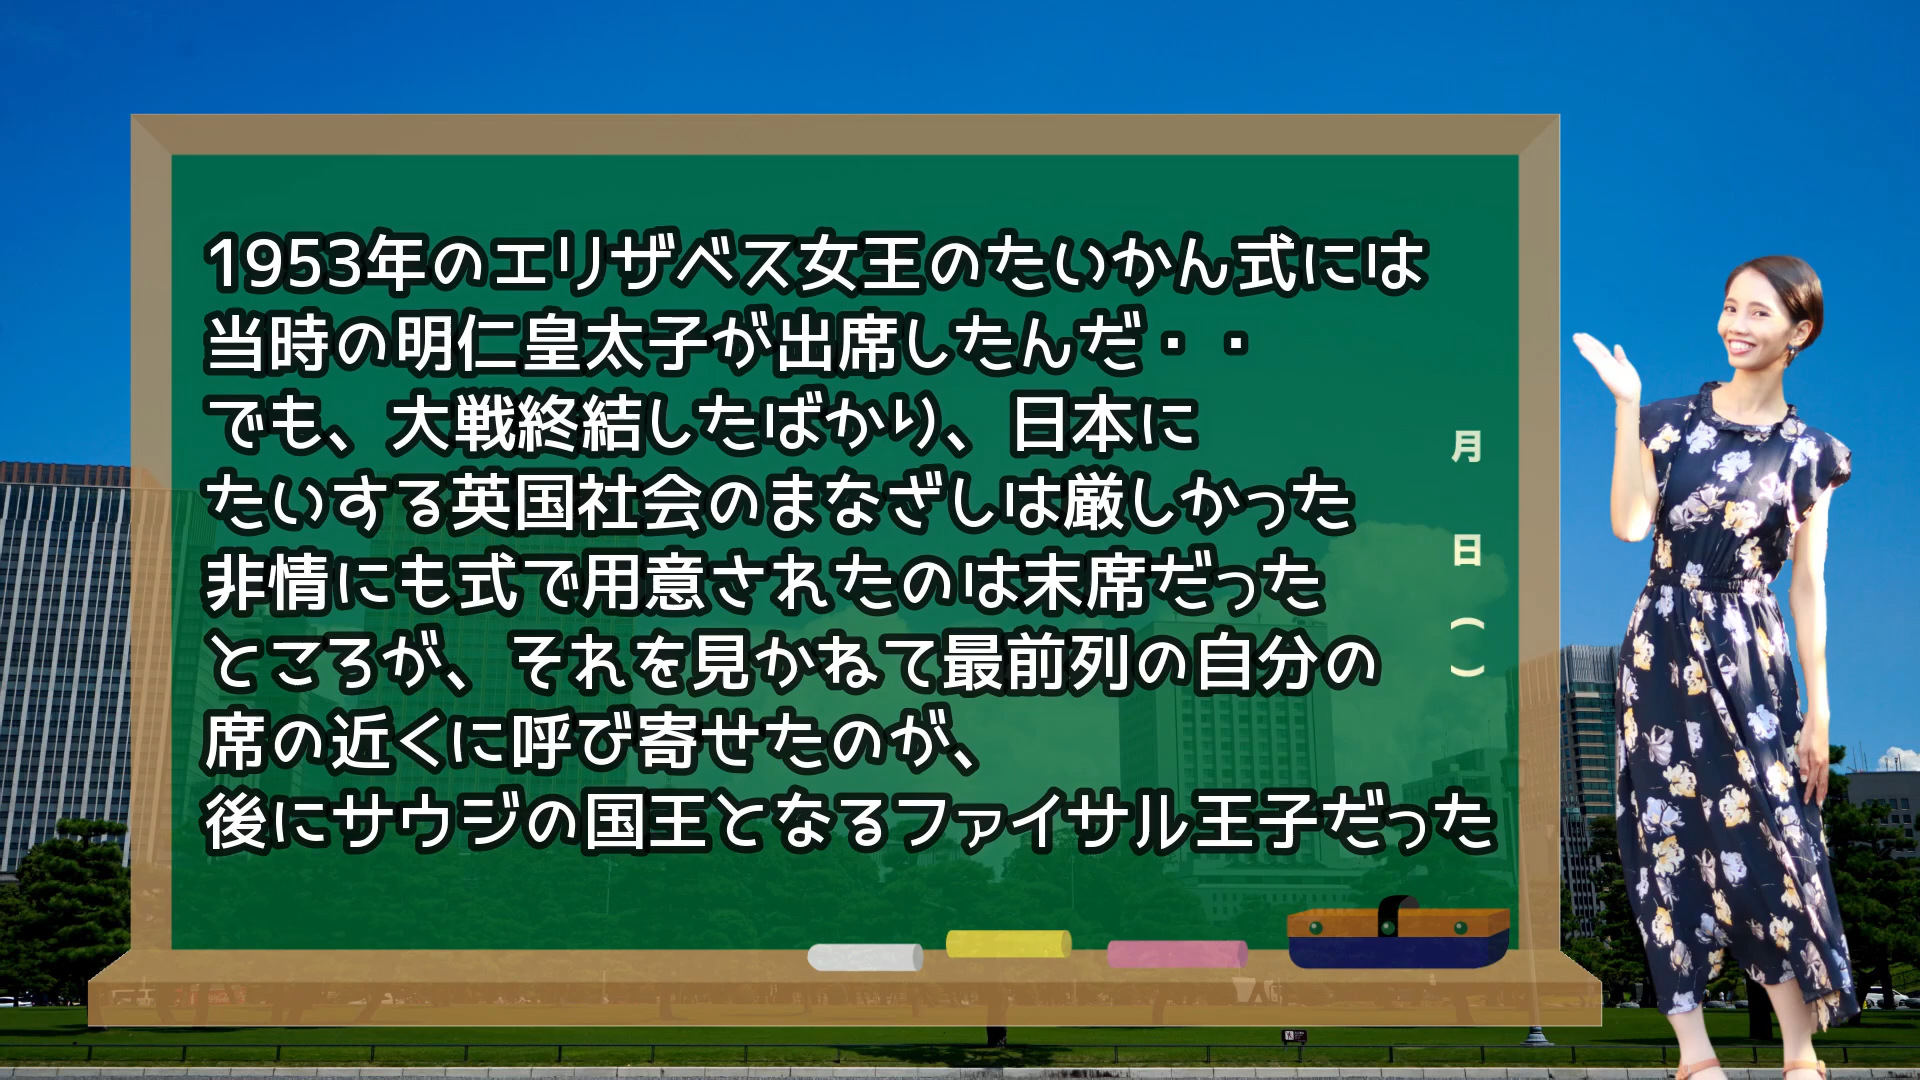 1953年のエリザベス女王のたいかん式には
当時の明仁皇太子が出席したんだ・・
でも、大戦終結したばかり、日本に
たいする英国社会のまなざしは厳しかった
非情にも式で用意されたのは末席だった
ところが、それを見かねて最前列の自分の
席の近くに呼び寄せたのが、
後にサウジの国王となるファイサル王子だった
月　日（　）